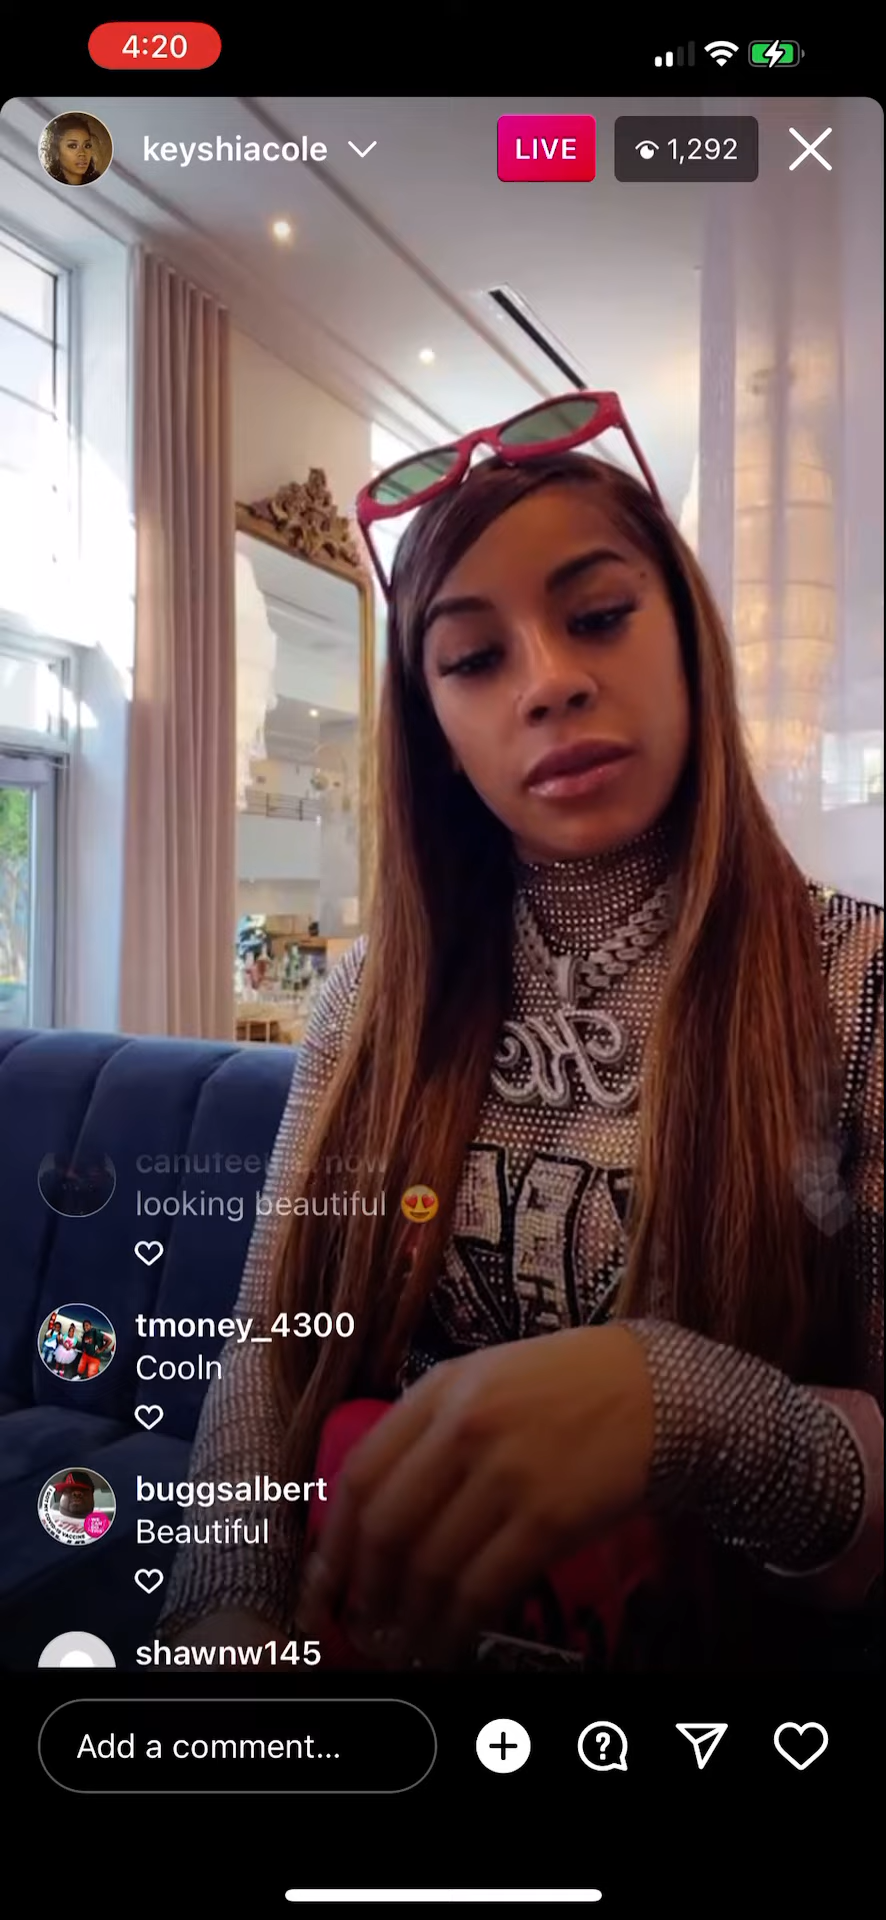 4:20
keyshiacole
LIVE
1,292
looking beautiful 😍
tmoney_4300
Cooln
buggsalbert
Beautiful
shawnw145
Add a comment...